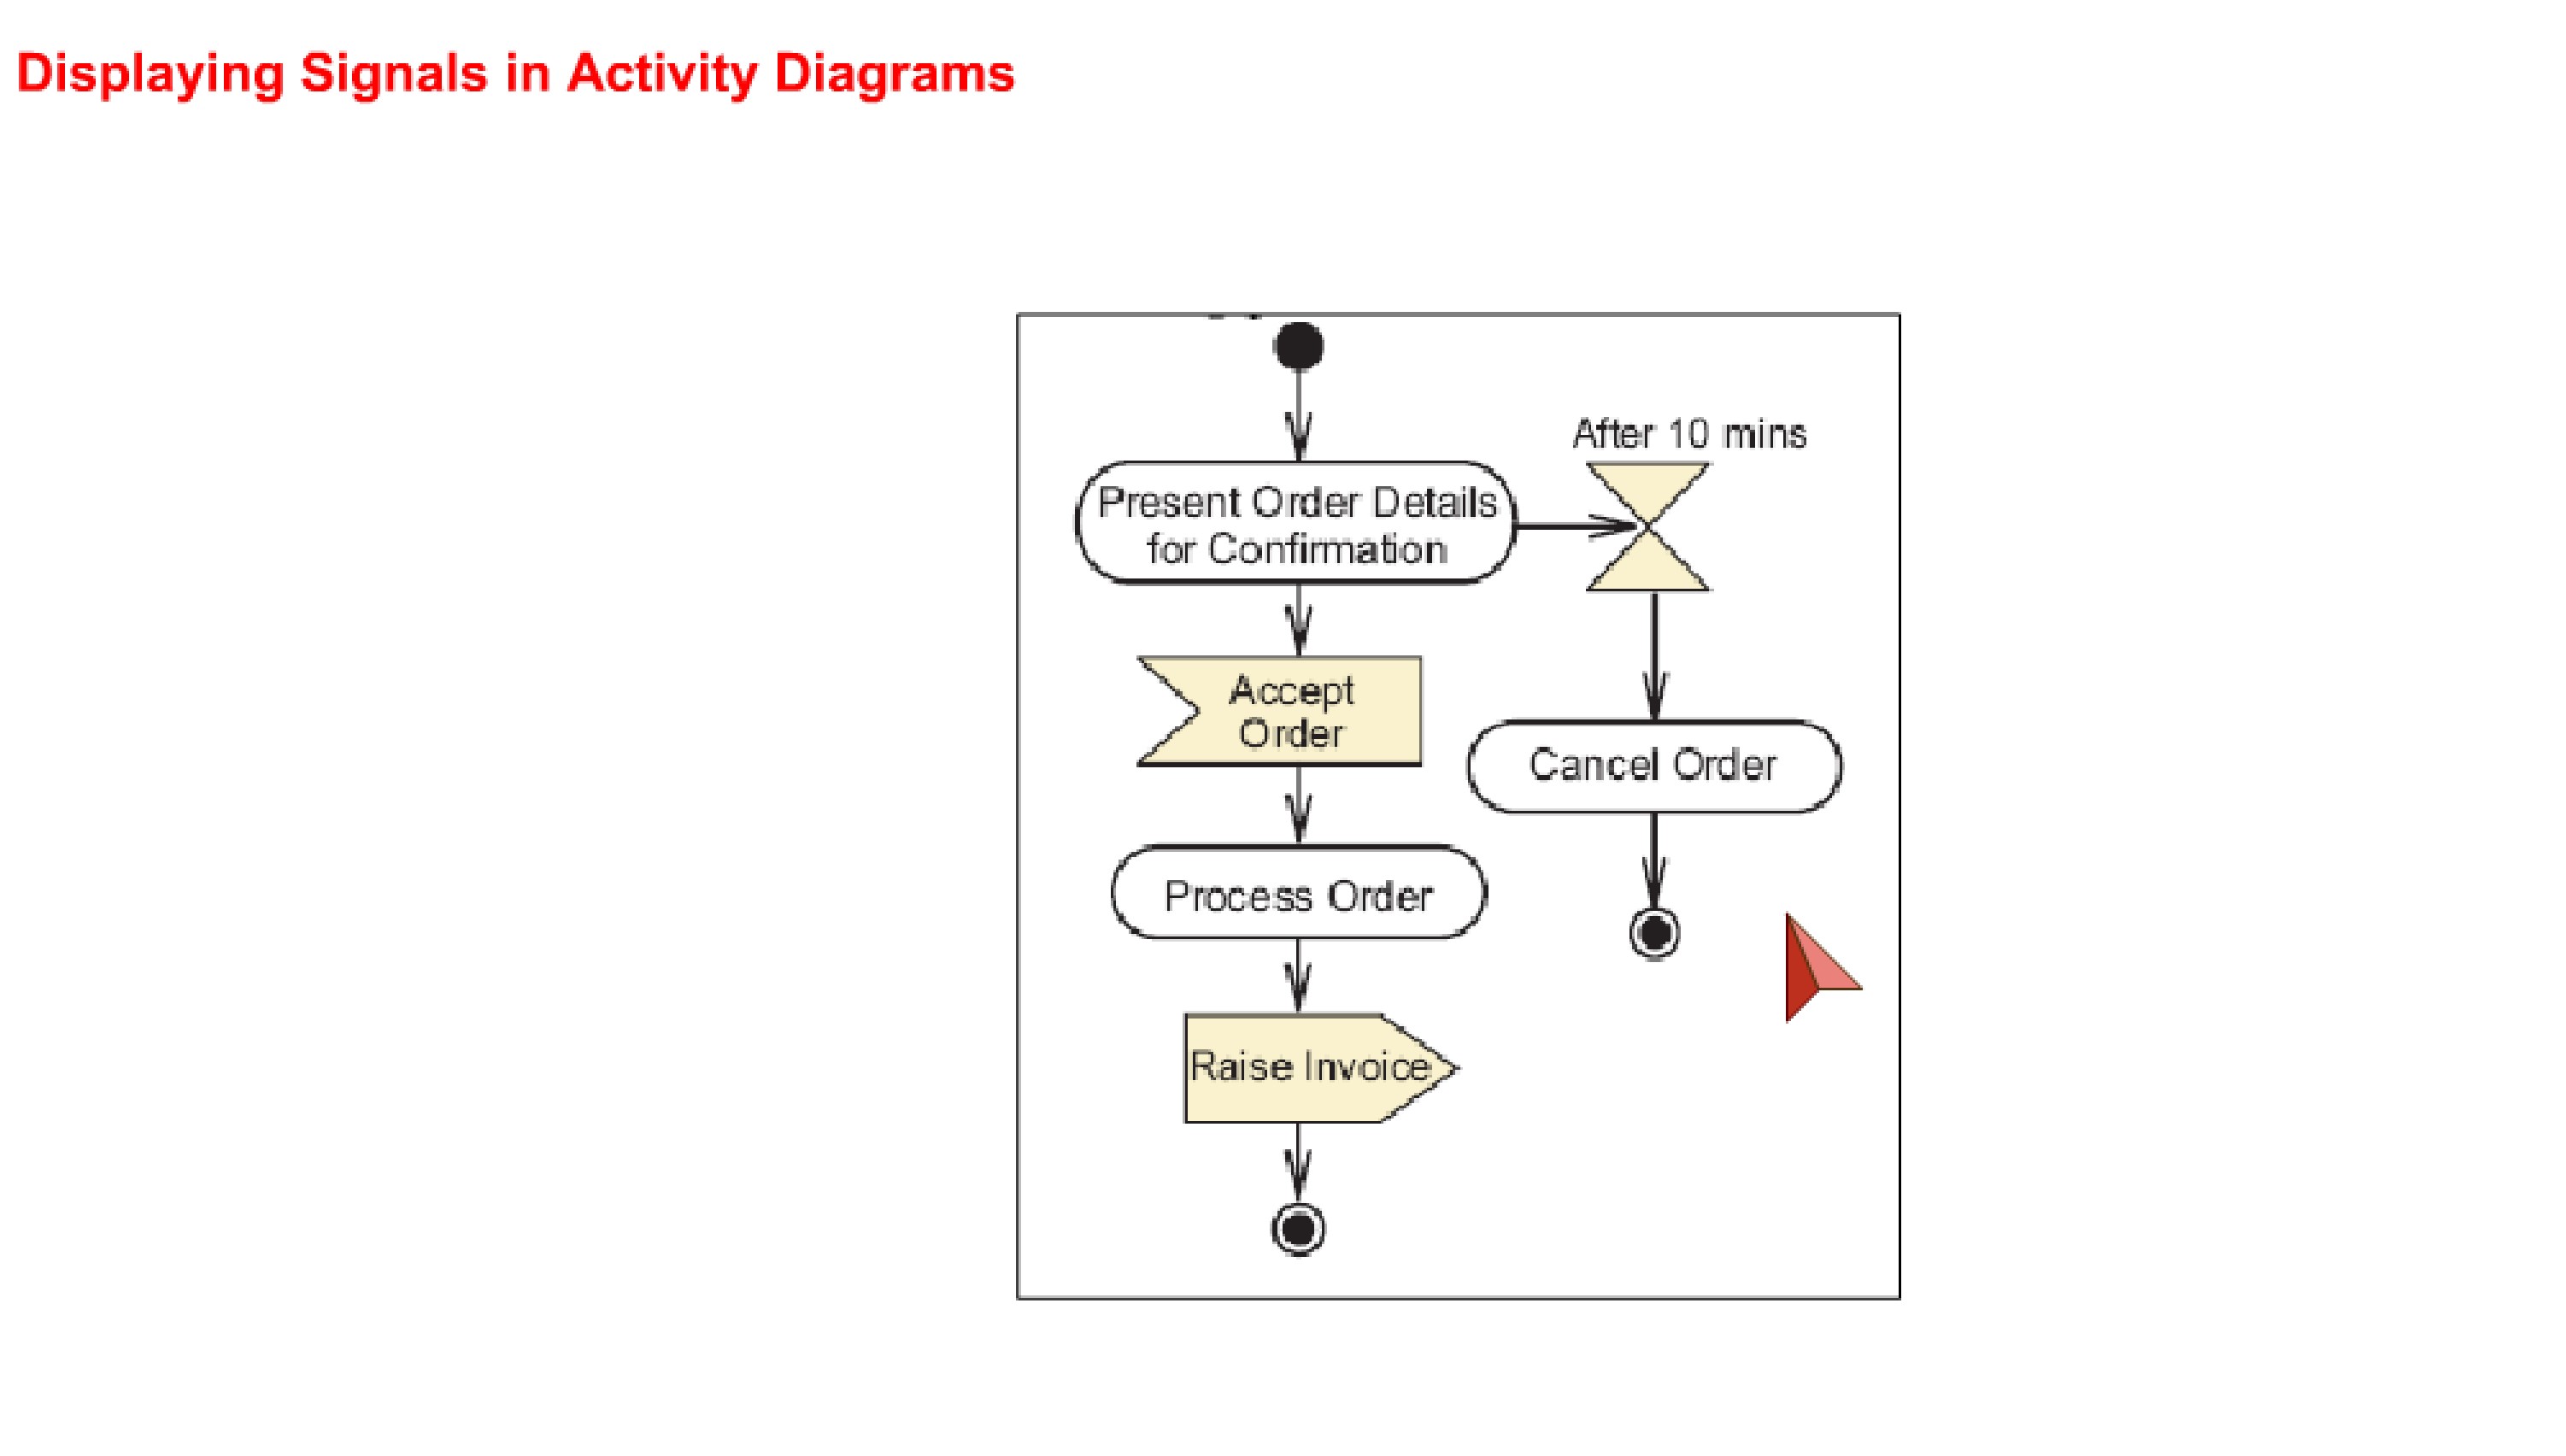 Displaying Signals in Activity Diagrams
After 10 mins
Present Order Details
for Confirmation
Accept
Order
Cancel Order
Process Order
Raise Invoice